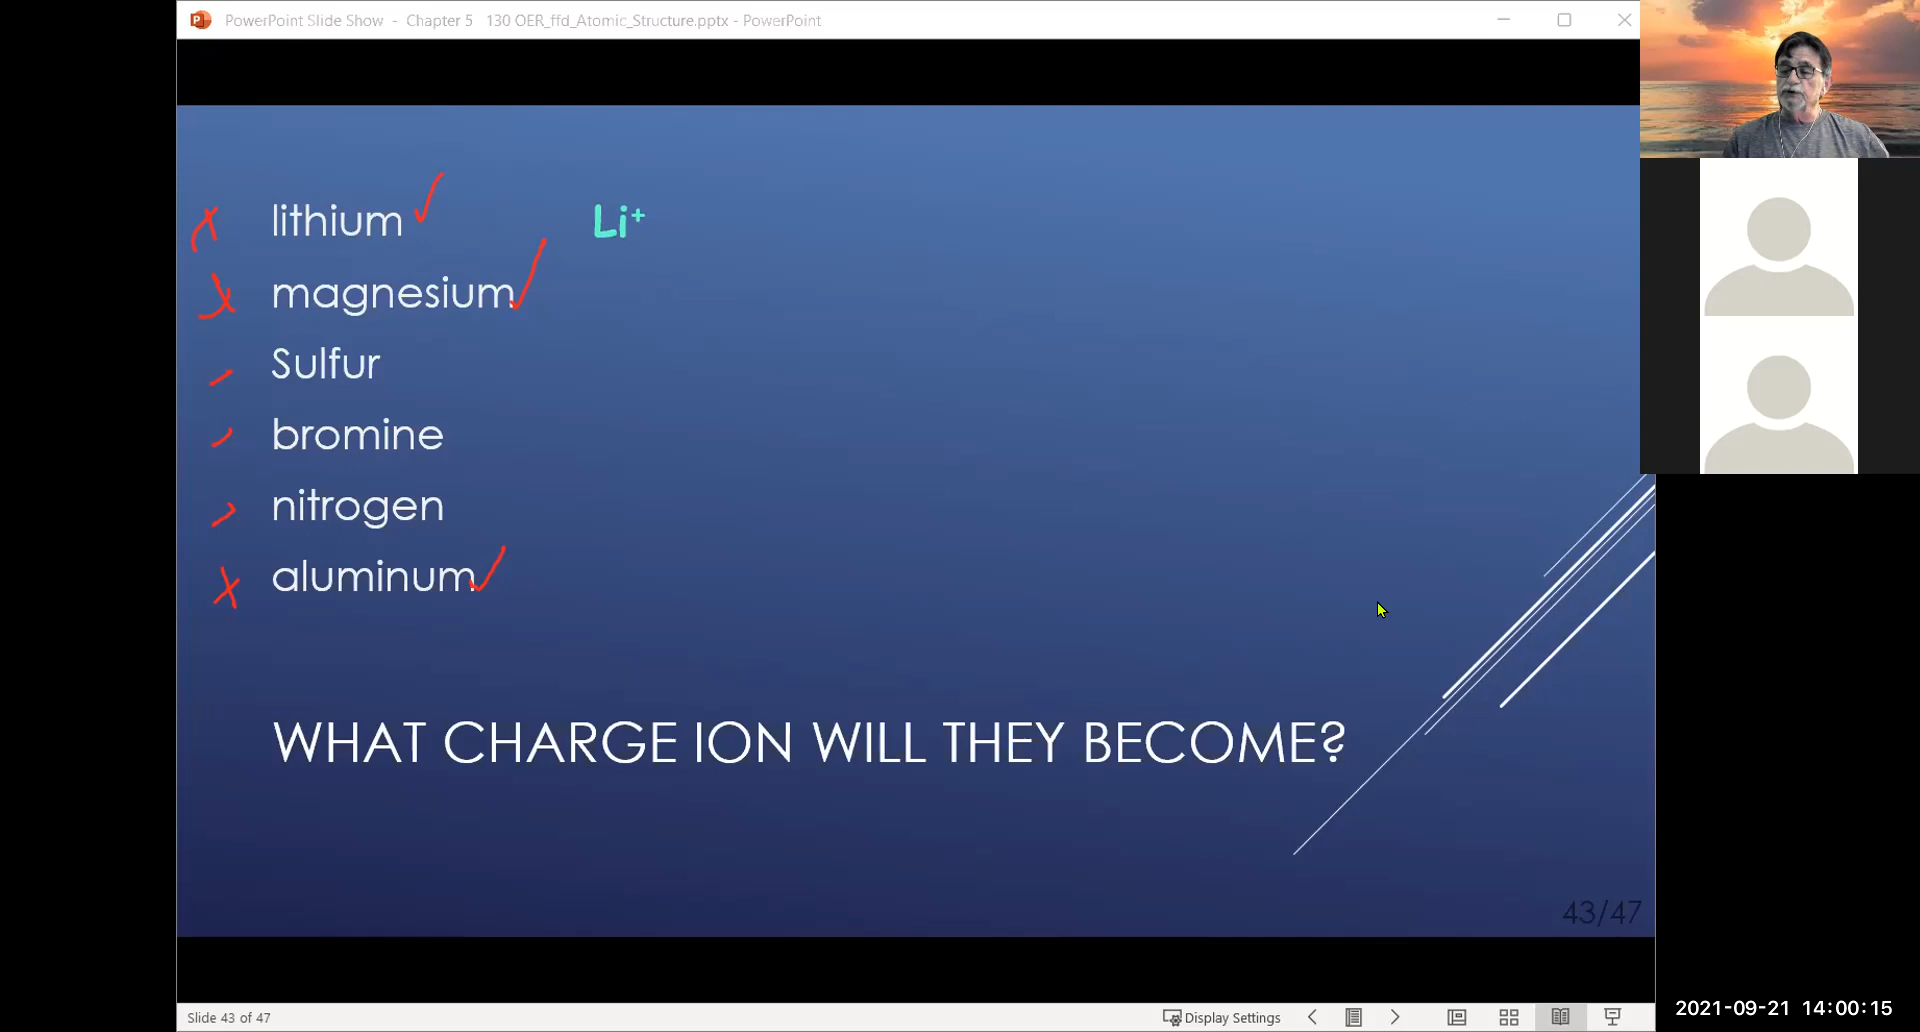 PowerPoint Slide Show - Chapter 5 130 OER_ffd_Atomic_Structure.pptx - PowerPoint
lithium Li⁺
magnesium
Sulfur
bromine
nitrogen
aluminum
WHAT CHARGE ION WILL THEY BECOME?
43/47
Slide 43 of 47
Display Settings
2021-09-21 14:00:15